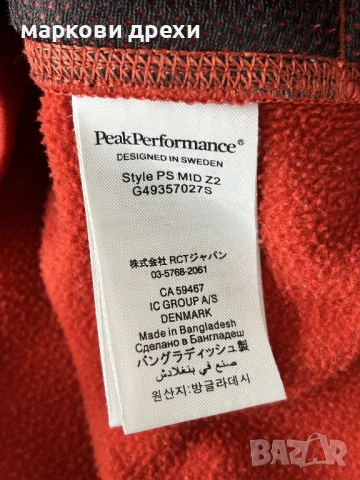 маркови дрехи
PeakPerformance®
DESIGNED IN SWEDEN
Style PS MID Z2
G49357027S
株式会社 RCTジャパン
03-5768-2061
CA 59467
IC GROUP A/S
DENMARK
Made in Bangladesh
Сделано в Бангладеш
バングラディッシュ製
صنع في بنغلادش
원산지:방글라데시
BAZAR